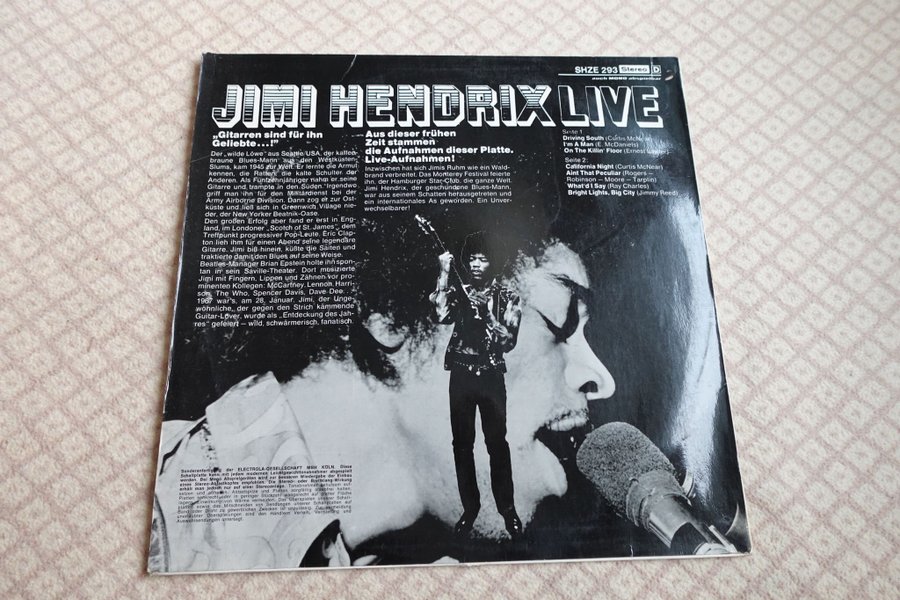 SHZE 293 Stereo D
auch MONO abspielbar
JIMI HENDRIX LIVE
„Gitarren sind für ihn
Geliebte...!"
Der „wilde Löwe" aus Seattle/USA, der kaffee-
braune Blues-Mann aus den Westküsten-
Slums, kam 1945 zur Welt. Er lernte die Armut
kennen, die Ratten, die kalte Schulter der
Anderen. Als Fünfzehnjähriger nahm er seine
Gitarre und trampte in den Süden. Irgendwo
griff man ihn für den Militärdienst bei der
Army Airborne Division. Dann zog er zur Ost-
küste und ließ sich in Greenwich Village nie-
der, der New Yorker Beatnik-Oase.
Den großen Erfolg aber fand er erst in Eng-
land, im Londoner „Scotch of St. James", dem
Treffpunkt progressiver Pop-Leute. Eric Clap-
ton lieh ihm für einen Abend seine legendäre
Gitarre, Jimi biß hinein, küßte die Saiten und
traktierte damit den Blues auf seine Weise.
Beatles-Manager Brian Epstein holte ihn spon-
tan in sein Saville-Theater. Dort musizierte
Jimi mit Fingern, Lippen und Zähnen vor pro-
minenten Kollegen: McCartney, Lennon, Harri-
son, The Who, Spencer Davis, Dave Dee...
1967 war's, am 28. Januar. Jimi, der Unge-
wöhnliche, der gegen den Strich kämmende
Guitar-Lover, wurde als „Entdeckung des Jah-
res" gefeiert – wild, schwärmerisch, fanatisch.
Aus dieser frühen
Zeit stammen
die Aufnahmen dieser Platte.
Live-Aufnahmen!
Inzwischen hat sich Jimis Ruhm wie ein Wald-
brand verbreitet. Das Monterey Festival feierte
ihn, der Hamburger Star-Club, die ganze Welt.
Jimi Hendrix, der geschundene Blues-Mann,
war aus seinem Schatten herausgetreten und
ein internationales As geworden. Ein Unver-
wechselbarer!
Seite 1
Driving South (Curtis McNear)
I'm A Man (E. McDaniels)
On The Killin' Floor (Ernest
Seite 2:
California Night (Curtis McNear)
Aint That Peculiar (Rogers –
Robinson – Moore – Tarplin)
What'd I Say (Ray Charles)
Bright Lights, Big City (Jimmy Reed)
Sonderanfertigung der ELECTROLA-GESELLSCHAFT MBH KÖLN. Diese